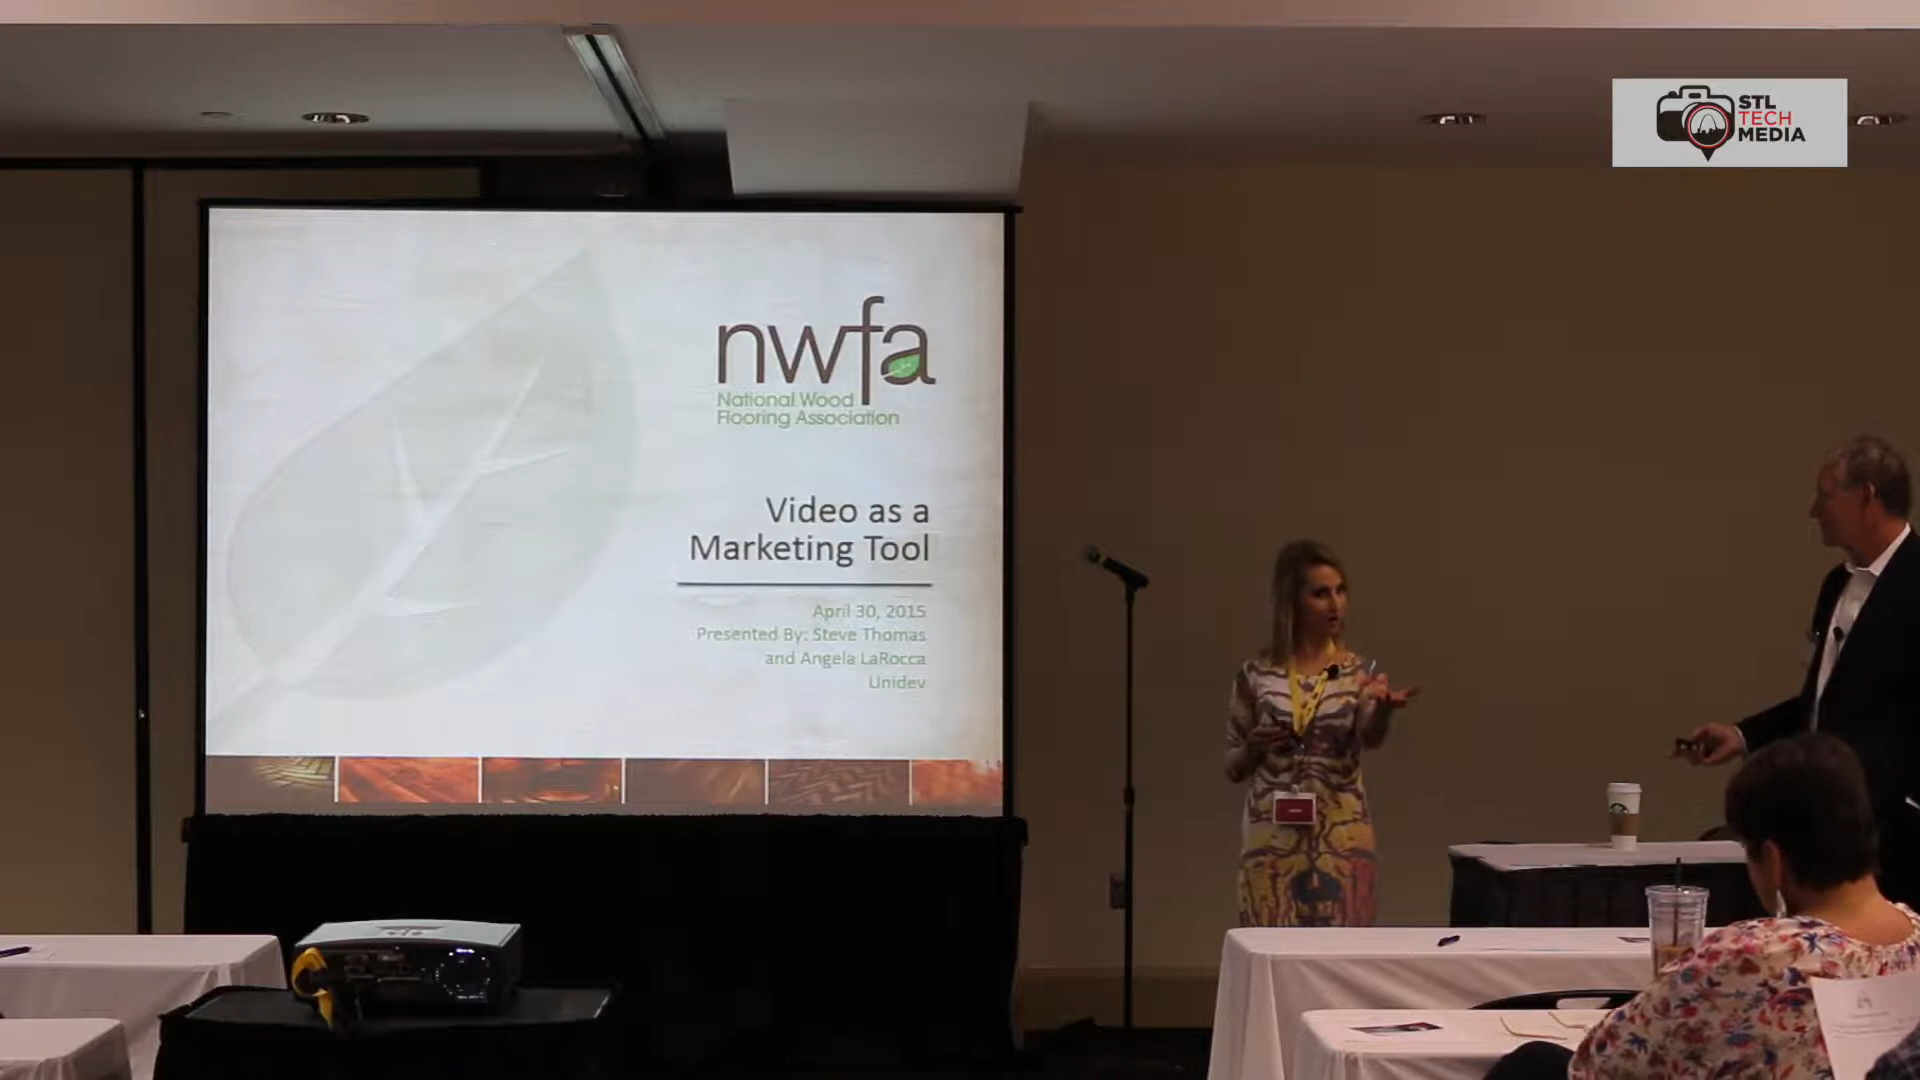 STL
TECH
MEDIA
nwfa
National Wood
Flooring Association
Video as a
Marketing Tool
April 30, 2015
Presented By: Steve Thomas
and Angela LaRocca
Unidev